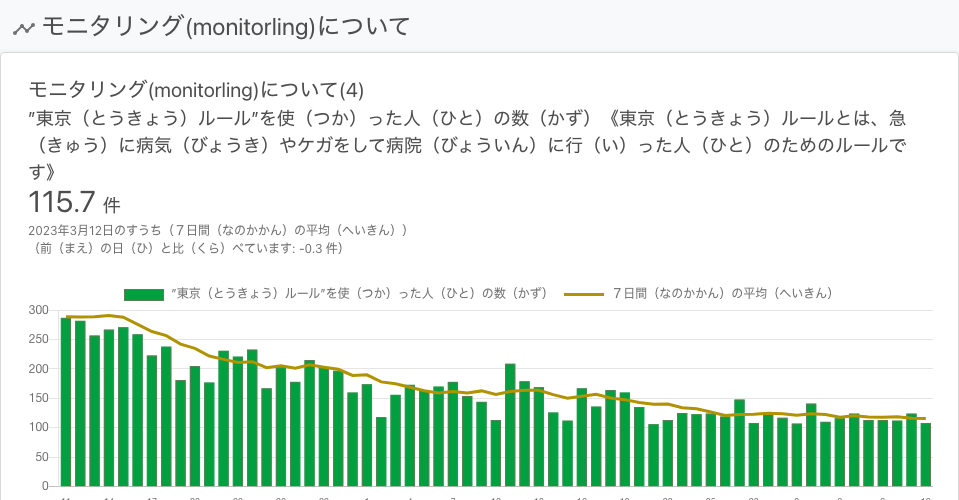 モニタリング(monitorling)について
モニタリング(monitorling)について(4)
”東京（とうきょう）ルール”を使（つか）った人（ひと）の数（かず）《東京（とうきょう）ルールとは、急
（きゅう）に病気（びょうき）やケガをして病院（びょういん）に行（い）った人（ひと）のためのルールで
す》
115.7 件
2023年3月12日のすうち（７日間（なのかかん）の平均（へいきん））
（前（まえ）の日（ひ）と比（くら）べています: -0.3 件）
”東京（とうきょう）ルール”を使（つか）った人（ひと）の数（かず） ７日間（なのかかん）の平均（へいきん）
300
250
200
150
100
50
0